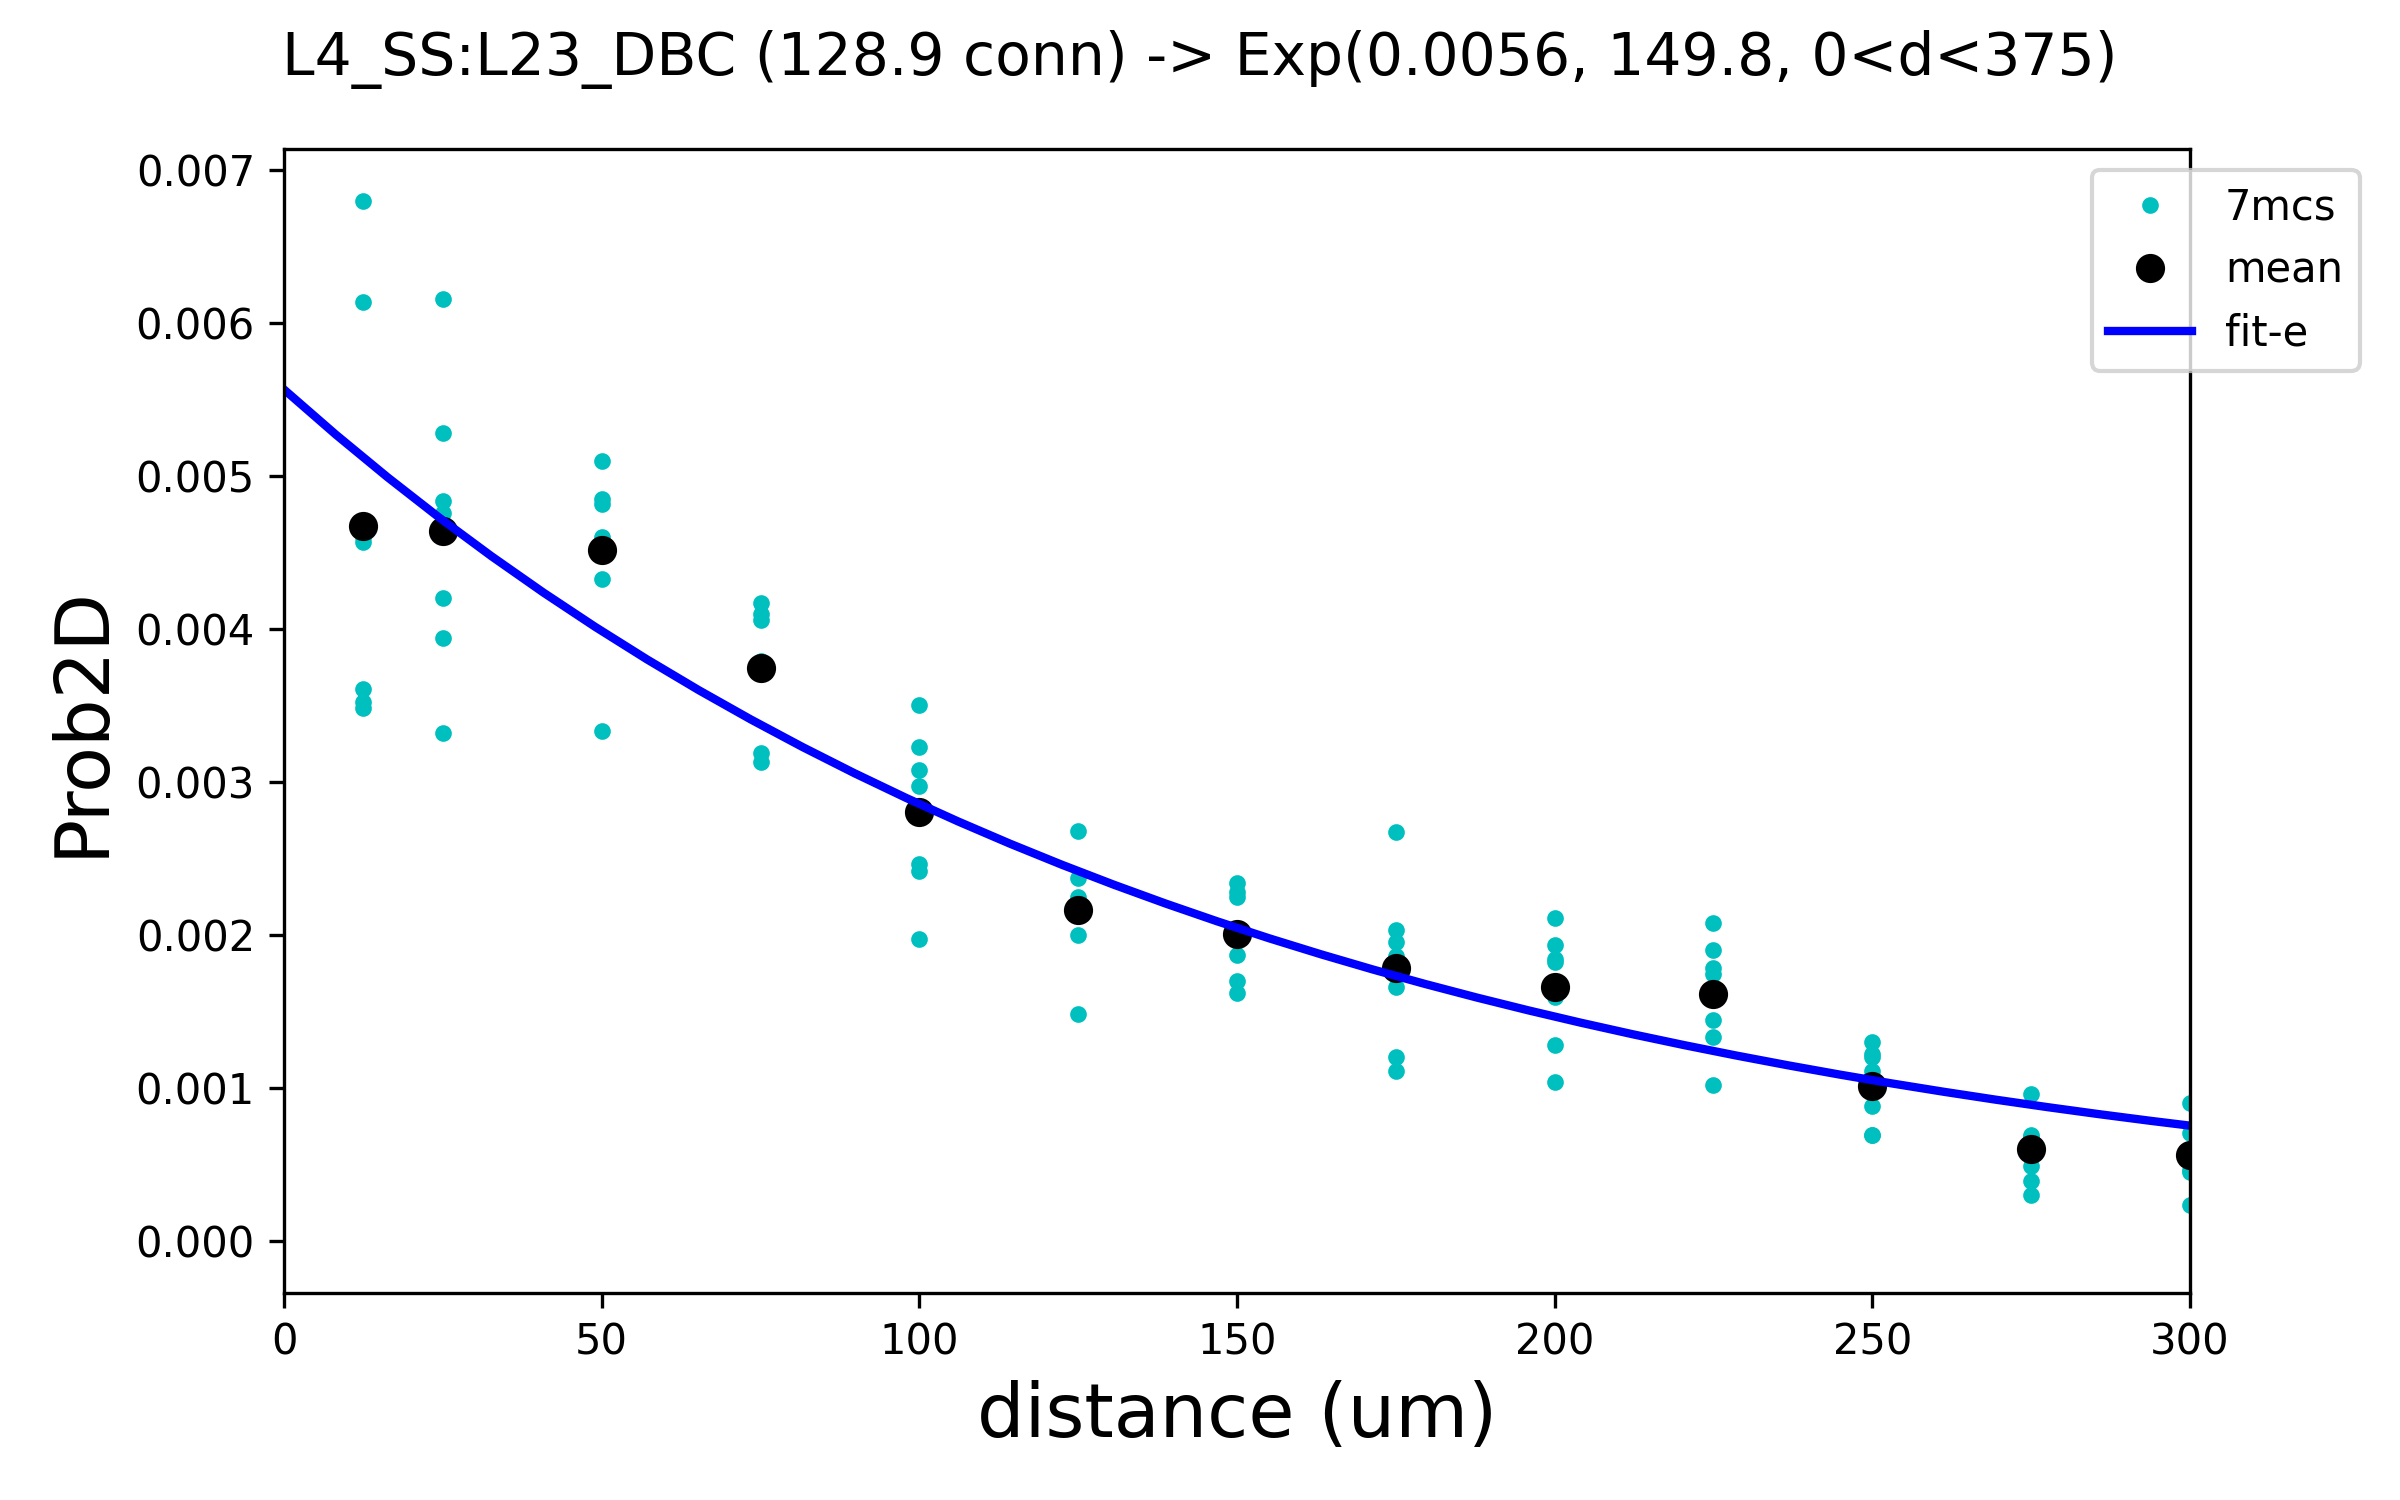 L4_SS:L23_DBC (128.9 conn) -> Exp(0.0056, 149.8, 0<d<375)
0.007
0.006
0.005
0.004
0.003
0.002
0.001
0.000
Prob2D
7mcs
mean
fit-e
0 50 100 150 200 250 300
distance (um)